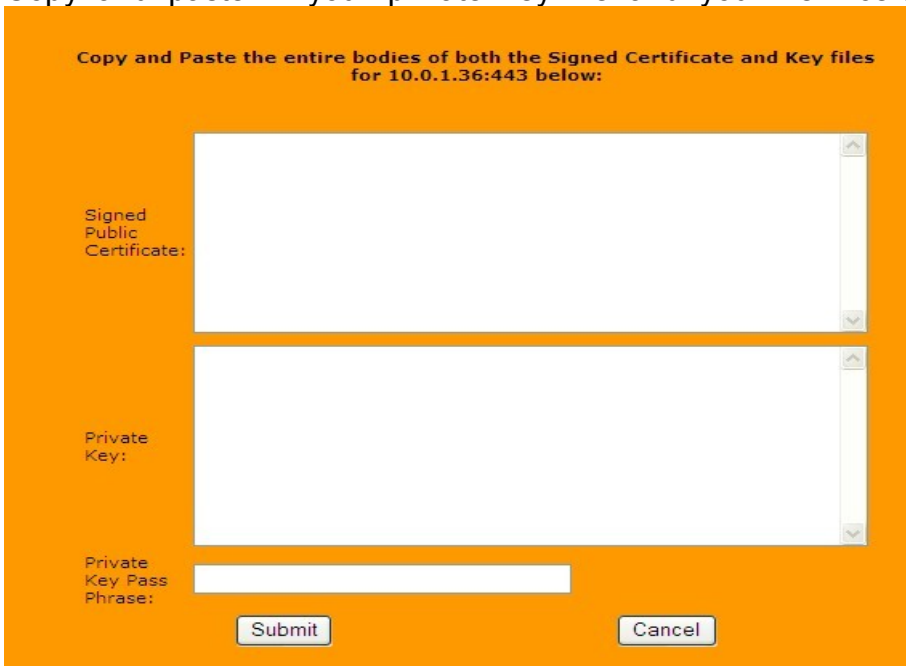 Copy and Paste the entire bodies of both the Signed Certificate and Key files
for 10.0.1.36:443 below:
Signed
Public
Certificate:
Private
Key:
Private
Key Pass
Phrase:
Submit
Cancel